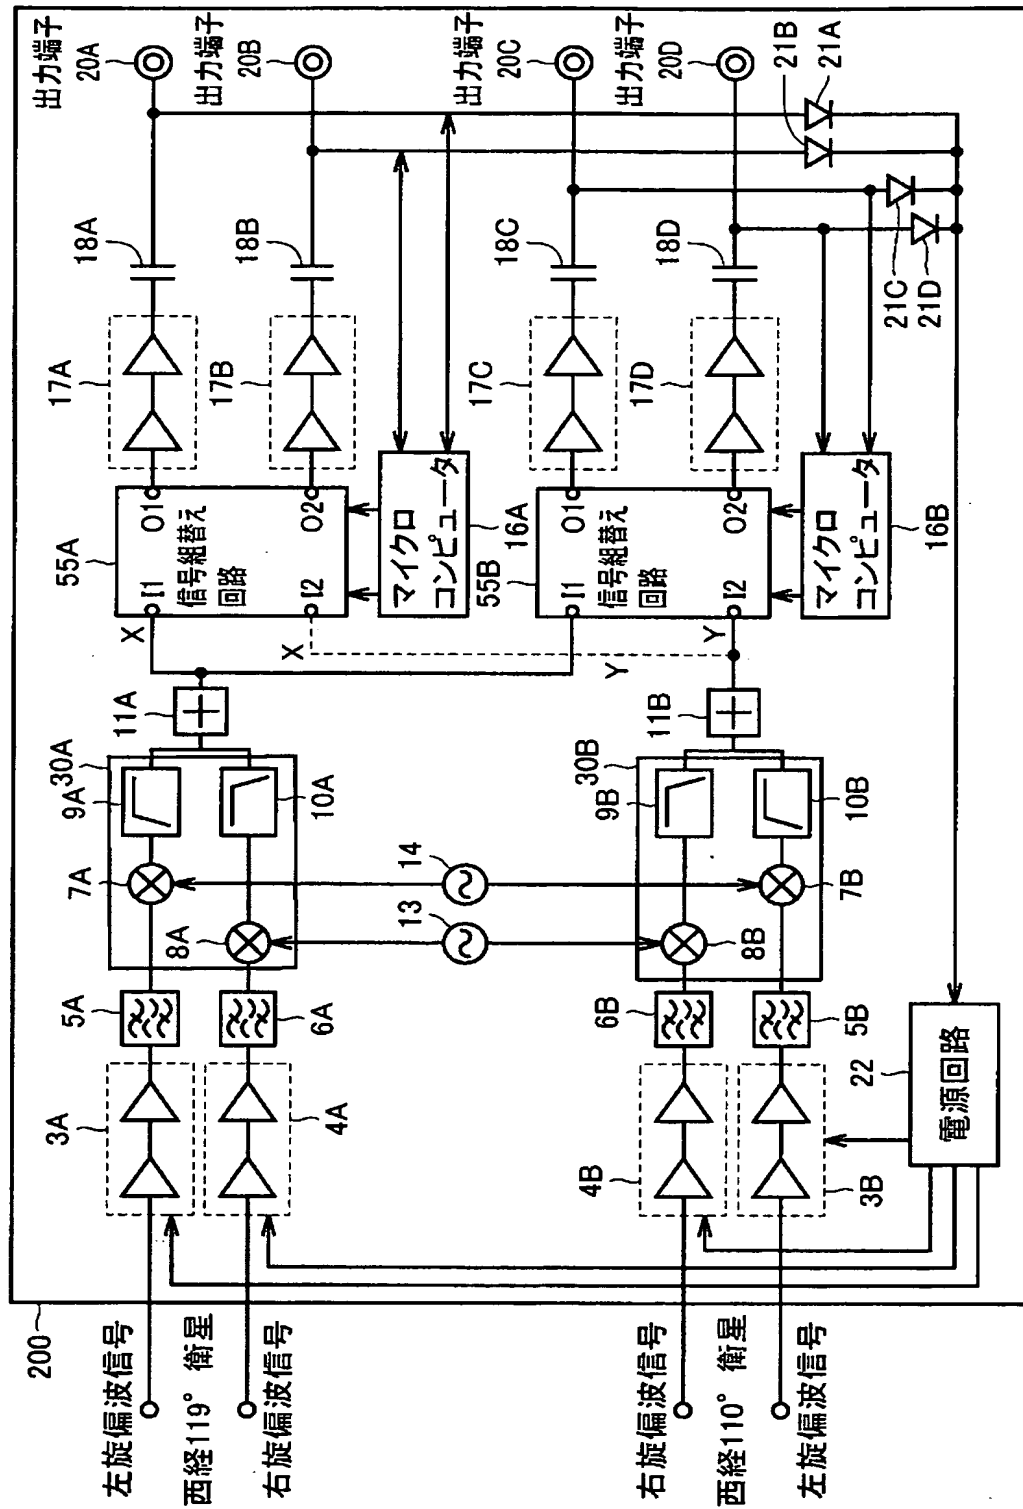 200
左旋偏波信号
西経119°衛星
右旋偏波信号
右旋偏波信号
西経110°衛星
左旋偏波信号
3A
4A
4B
3B
5A
6A
6B
5B
7A
8A
8B
7B
9A
30A
10A
9B
30B
10B
13
14
11A
11B
X
X
Y
Y
55A
I1
O1
信号組替え
回路
I2
O2
マイクロ
コンピュータ
16A
55B
I1
O1
信号組替え
回路
I2
O2
マイクロ
コンピュータ
16B
17A
17B
17C
17D
18A
18B
18C
18D
出力端子
20A
出力端子
20B
出力端子
20C
出力端子
20D
21B
21A
21C
21D
22
電源回路